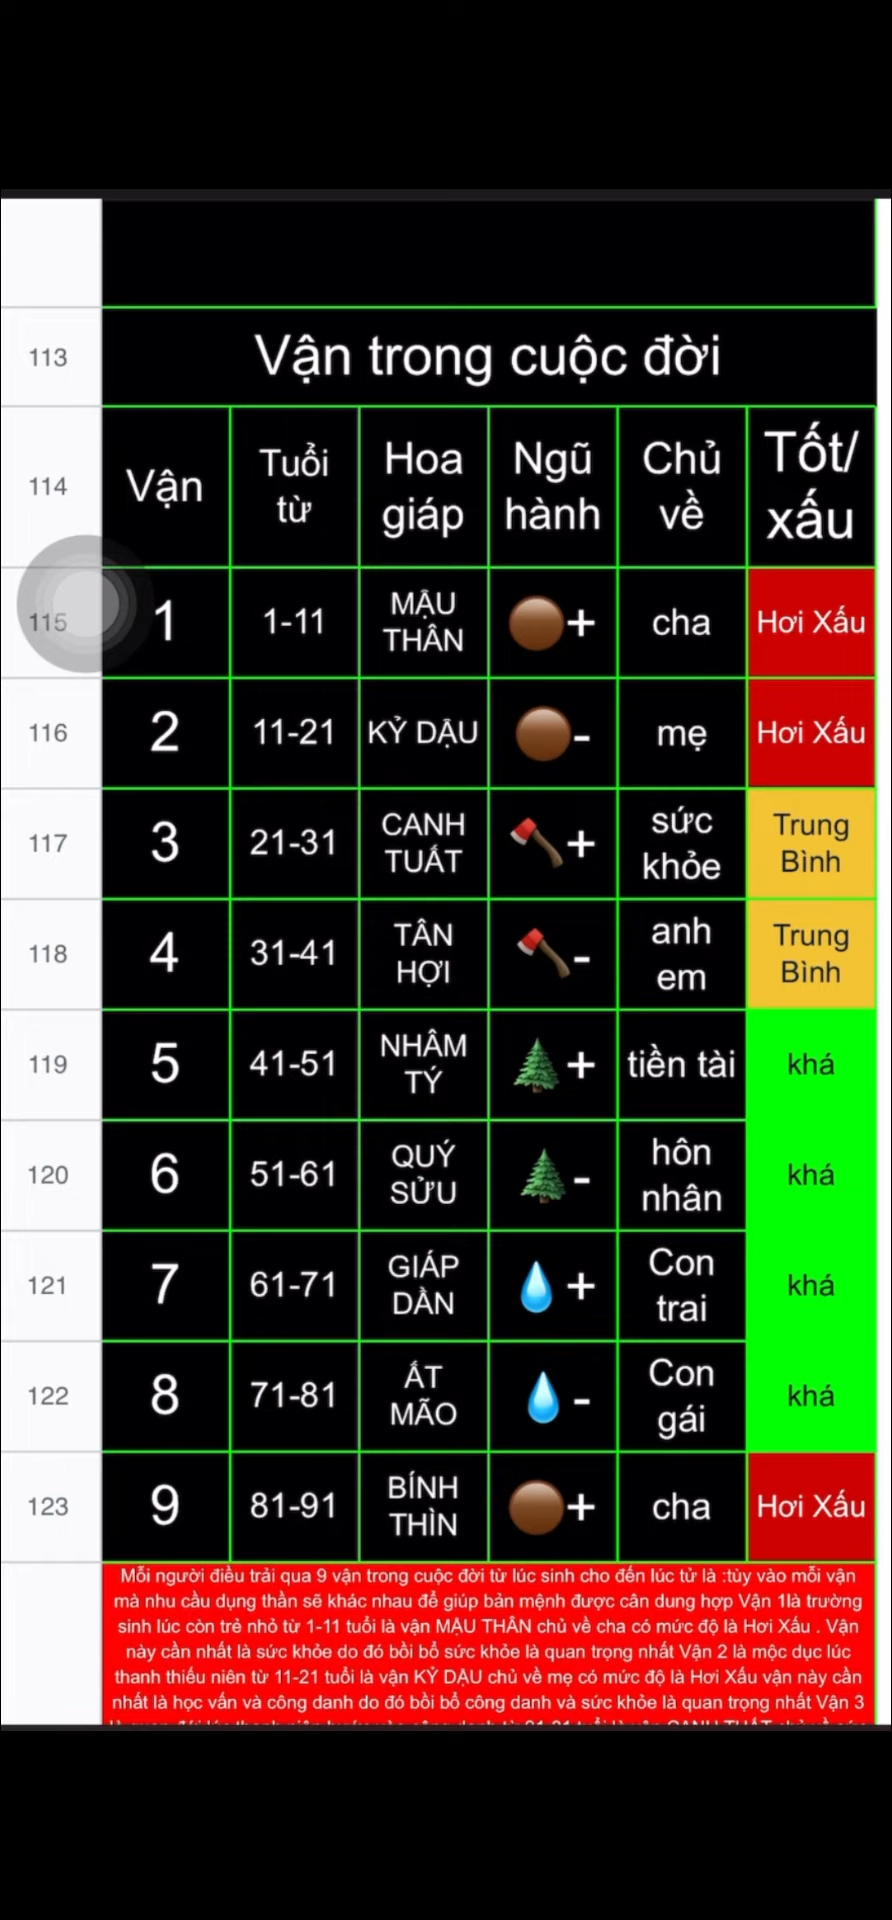 113
Vận trong cuộc đời
114
Vận
Tuổi
từ
Hoa
giáp
Ngũ
hành
Chủ
về
Tốt/
xấu
115
1
1-11
MẬU
THÂN
+
cha
Hơi Xấu
116
2
11-21
KỶ DẬU
-
mẹ
Hơi Xấu
117
3
21-31
CANH
TUẤT
+
sức
khỏe
Trung
Bình
118
4
31-41
TÂN
HỢI
-
anh
em
Trung
Bình
119
5
41-51
NHÂM
TÝ
+
tiền tài
khá
120
6
51-61
QUÝ
SỬU
-
hôn
nhân
khá
121
7
61-71
GIÁP
DẦN
+
Con
trai
khá
122
8
71-81
ẤT
MÃO
-
Con
gái
khá
123
9
81-91
BÍNH
THÌN
+
cha
Hơi Xấu
Mỗi người điều trải qua 9 vận trong cuộc đời từ lúc sinh cho đến lúc tử là :tùy vào mỗi vận
mà nhu cầu dụng thần sẽ khác nhau để giúp bản mệnh được cân dung hợp Vận 1là trường
sinh lúc còn trẻ nhỏ từ 1-11 tuổi là vận MẬU THÂN chủ về cha có mức độ là Hơi Xấu . Vận
này cần nhất là sức khỏe do đó bồi bổ sức khỏe là quan trọng nhất Vận 2 là mộc dục lúc
thanh thiếu niên từ 11-21 tuổi là vận KỶ DẬU chủ về mẹ có mức độ là Hơi Xấu vận này cần
nhất là học vấn và công danh do đó bồi bổ công danh và sức khỏe là quan trọng nhất Vận 3